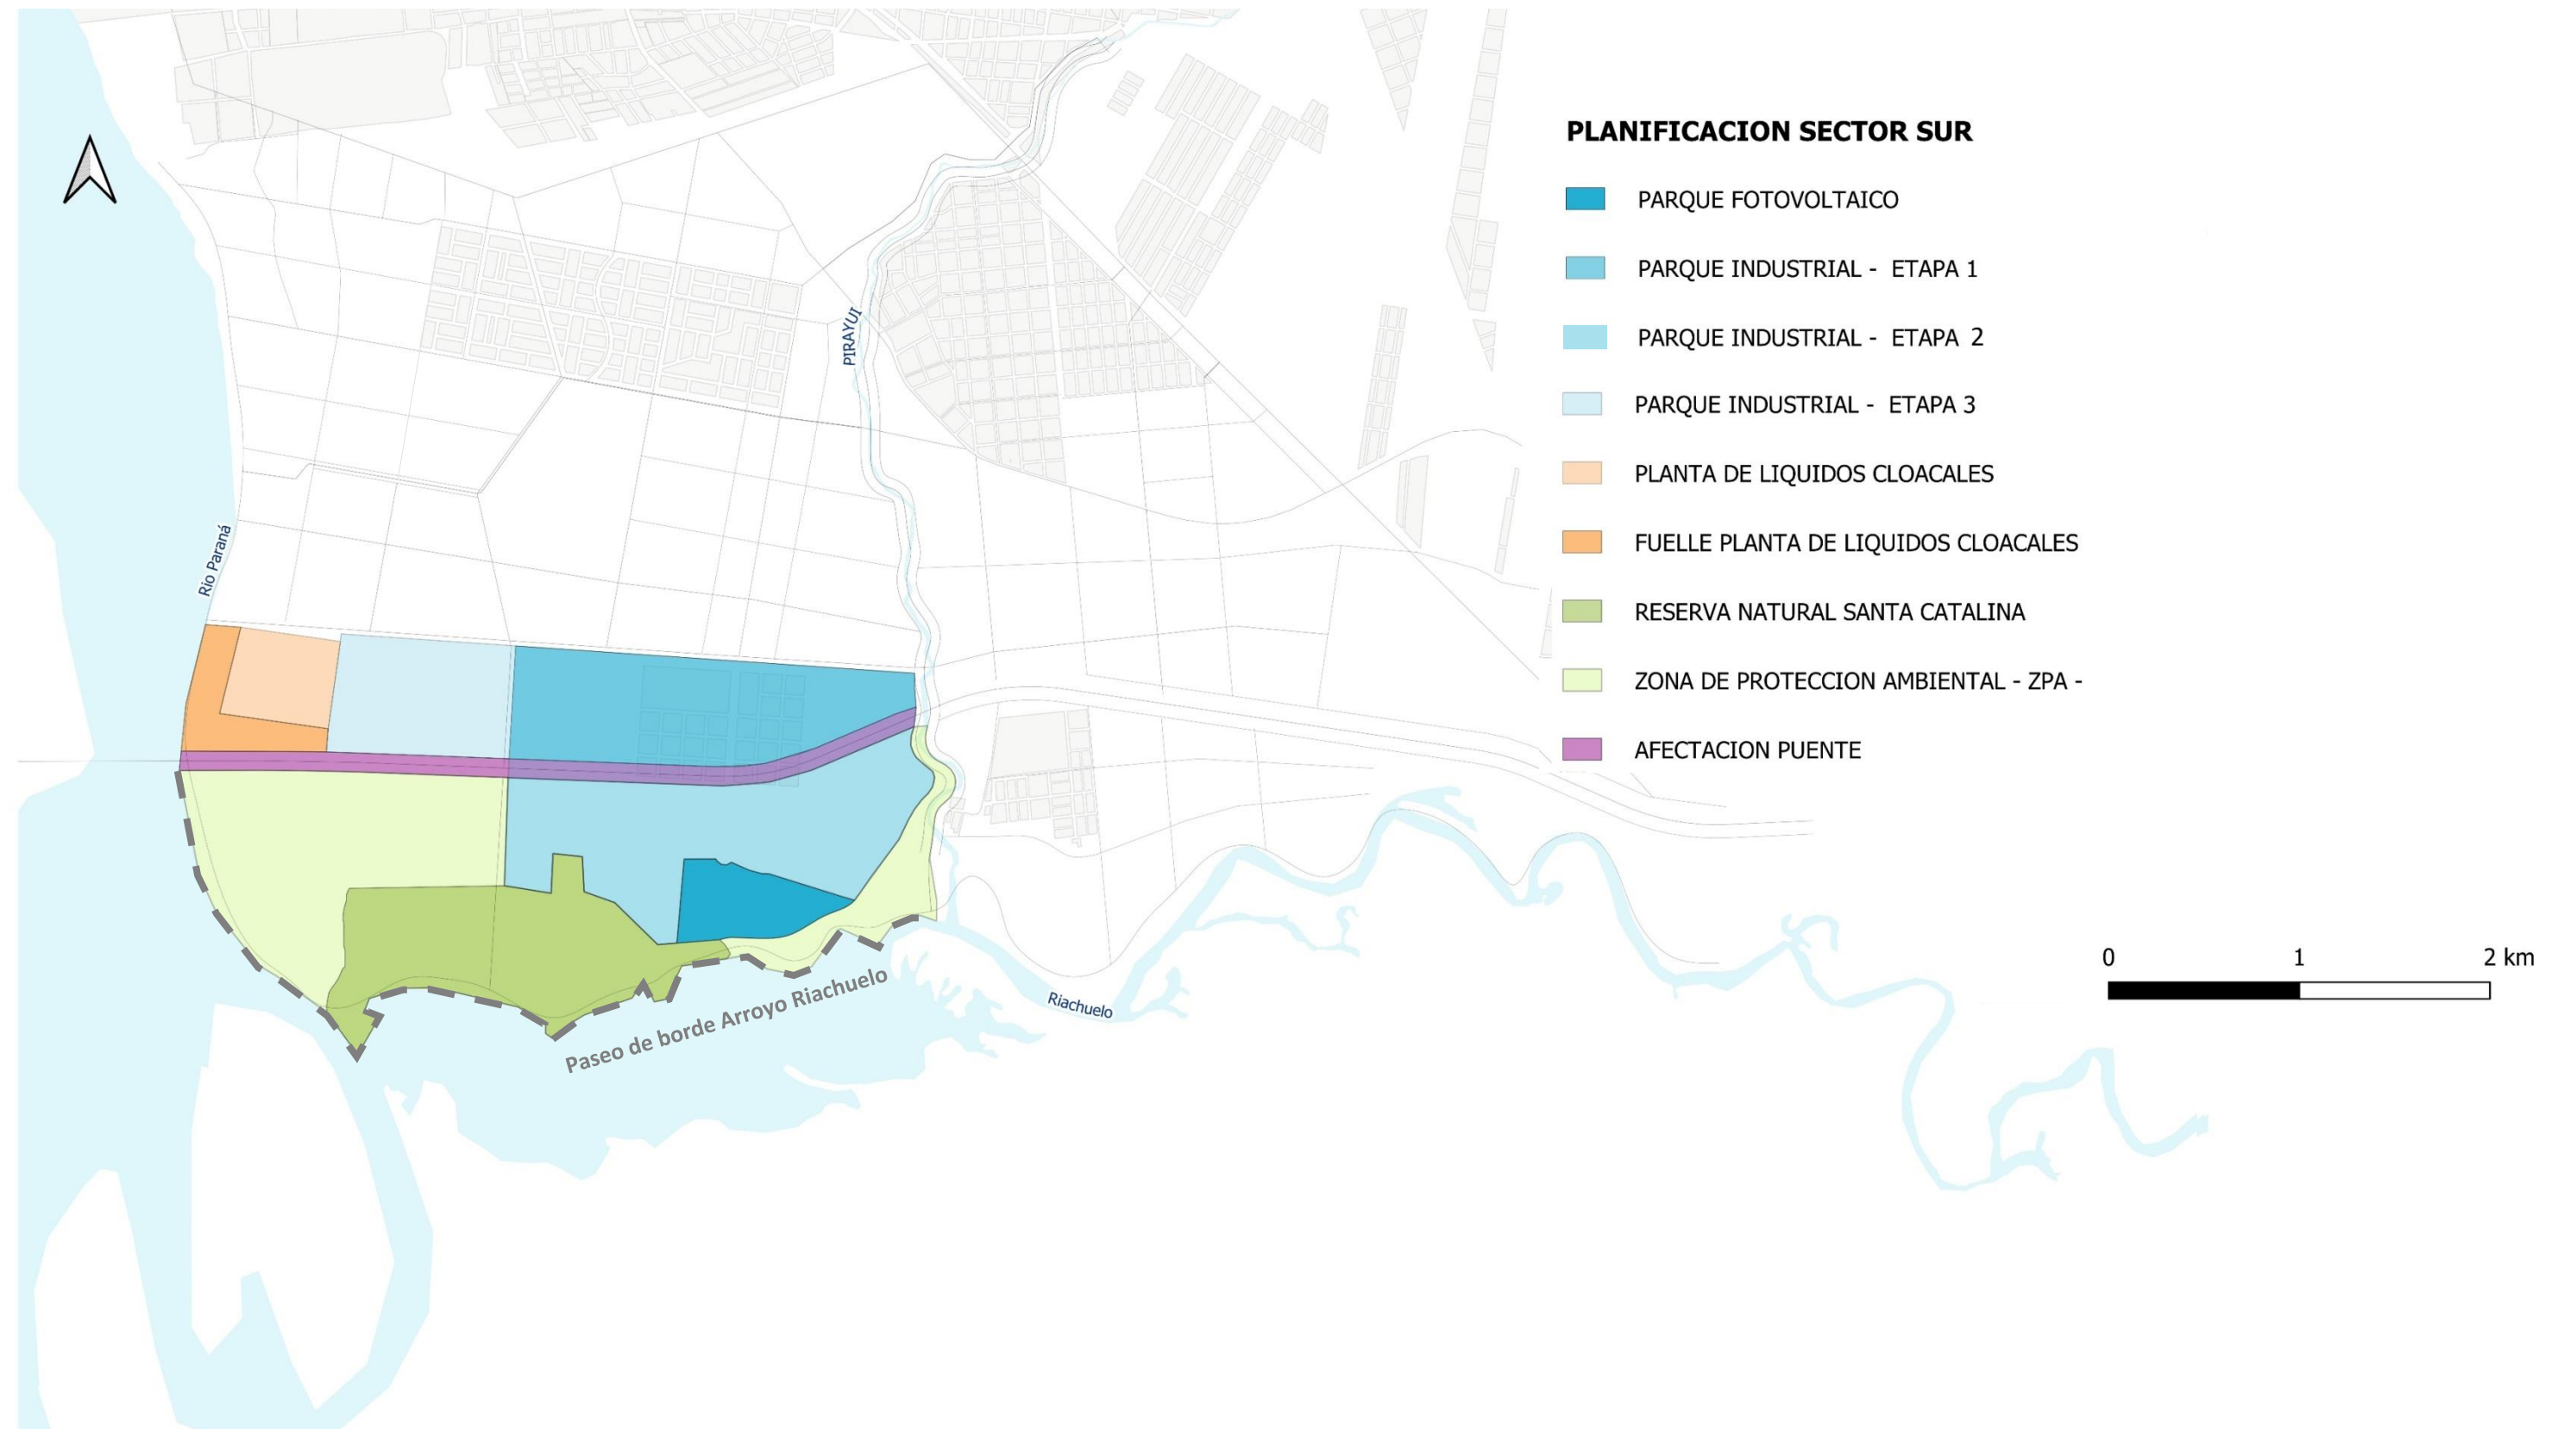 PLANIFICACION SECTOR SUR
PARQUE FOTOVOLTAICO
PARQUE INDUSTRIAL - ETAPA 1
PARQUE INDUSTRIAL - ETAPA 2
PARQUE INDUSTRIAL - ETAPA 3
PLANTA DE LIQUIDOS CLOACALES
FUELLE PLANTA DE LIQUIDOS CLOACALES
RESERVA NATURAL SANTA CATALINA
ZONA DE PROTECCION AMBIENTAL - ZPA -
AFECTACION PUENTE
PIRAYUI
Rio Paraná
Paseo de borde Arroyo Riachuelo
Riachuelo
0 1 2 km